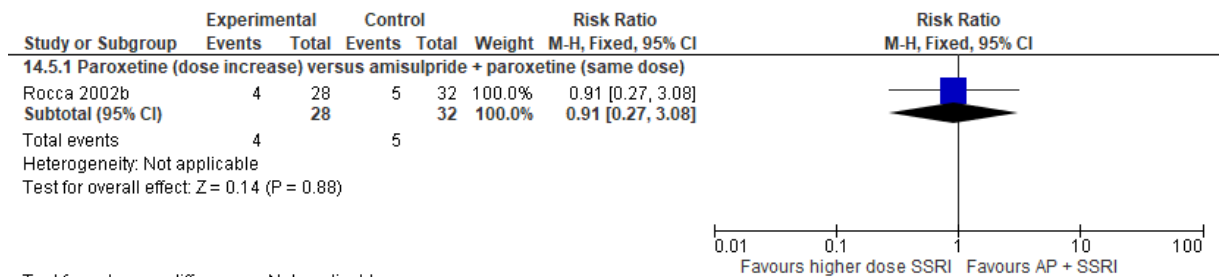 Experimental Control Risk Ratio Risk Ratio
Study or Subgroup Events Total Events Total Weight M-H, Fixed, 95% CI M-H, Fixed, 95% CI
14.5.1 Paroxetine (dose increase) versus amisulpride + paroxetine (same dose)
Rocca 2002b 4 28 5 32 100.0% 0.91 [0.27, 3.08]
Subtotal (95% CI) 28 32 100.0% 0.91 [0.27, 3.08]
Total events 4 5
Heterogeneity: Not applicable
Test for overall effect: Z = 0.14 (P = 0.88)
0.01 0.1 1 10 100
Favours higher dose SSRI Favours AP + SSRI